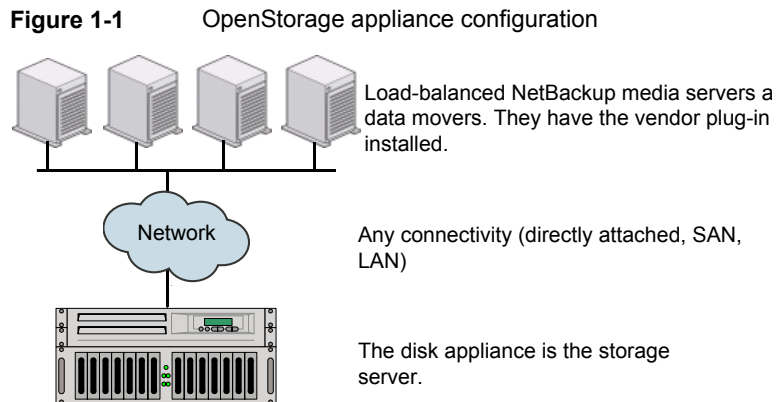 Figure 1-1 OpenStorage appliance configuration
Load-balanced NetBackup media servers a
data movers. They have the vendor plug-in
installed.
Network
Any connectivity (directly attached, SAN,
LAN)
The disk appliance is the storage
server.